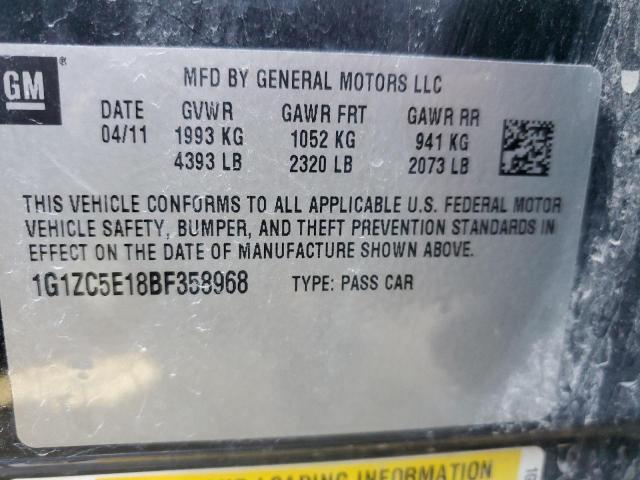 GM®
MFD BY GENERAL MOTORS LLC
DATE GVWR GAWR FRT GAWR RR
04/11 1993 KG 1052 KG 941 KG
4393 LB 2320 LB 2073 LB
THIS VEHICLE CONFORMS TO ALL APPLICABLE U.S. FEDERAL MOTOR
VEHICLE SAFETY, BUMPER, AND THEFT PREVENTION STANDARDS IN
EFFECT ON THE DATE OF MANUFACTURE SHOWN ABOVE.
1G1ZC5E18BF358968 TYPE: PASS CAR
LOADING INFORMATION